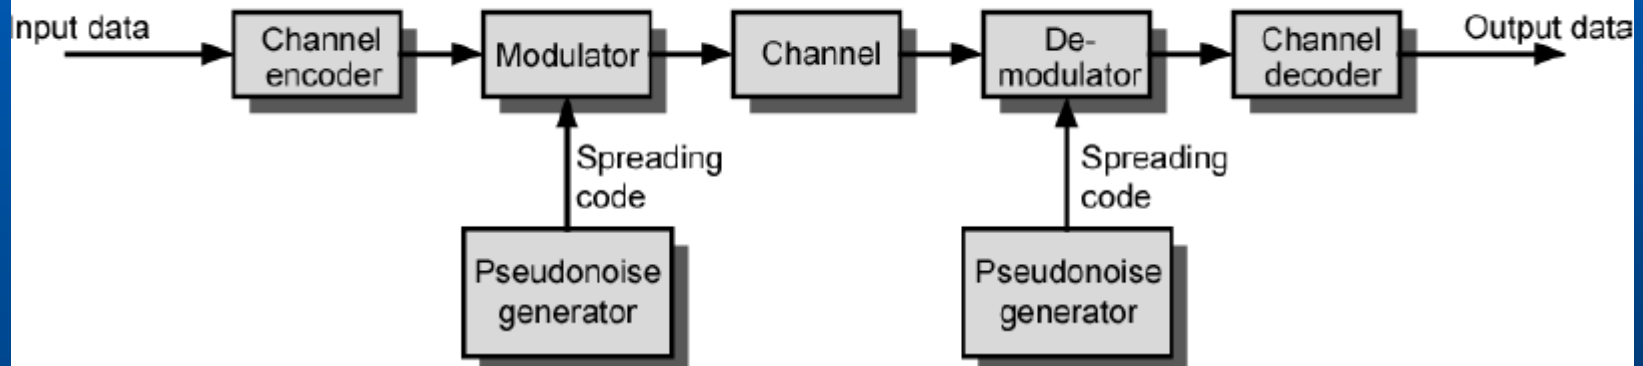 Input data
Channel
encoder
Modulator
Channel
De-
modulator
Channel
decoder
Output data
Spreading
code
Spreading
code
Pseudonoise
generator
Pseudonoise
generator